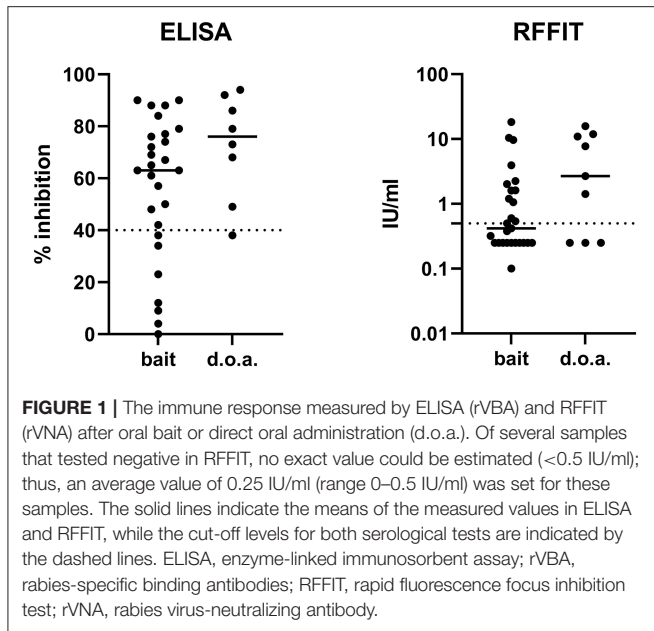 ELISA
100
80
60
40
20
0
% inhibition
bait d.o.a.
RFFIT
100
10
1
0.1
0.01
IU/ml
bait d.o.a.
FIGURE 1 | The immune response measured by ELISA (rVBA) and RFFIT
(rVNA) after oral bait or direct oral administration (d.o.a.). Of several samples
that tested negative in RFFIT, no exact value could be estimated (<0.5 IU/ml);
thus, an average value of 0.25 IU/ml (range 0–0.5 IU/ml) was set for these
samples. The solid lines indicate the means of the measured values in ELISA
and RFFIT, while the cut-off levels for both serological tests are indicated by
the dashed lines. ELISA, enzyme-linked immunosorbent assay; rVBA,
rabies-specific binding antibodies; RFFIT, rapid fluorescence focus inhibition
test; rVNA, rabies virus-neutralizing antibody.